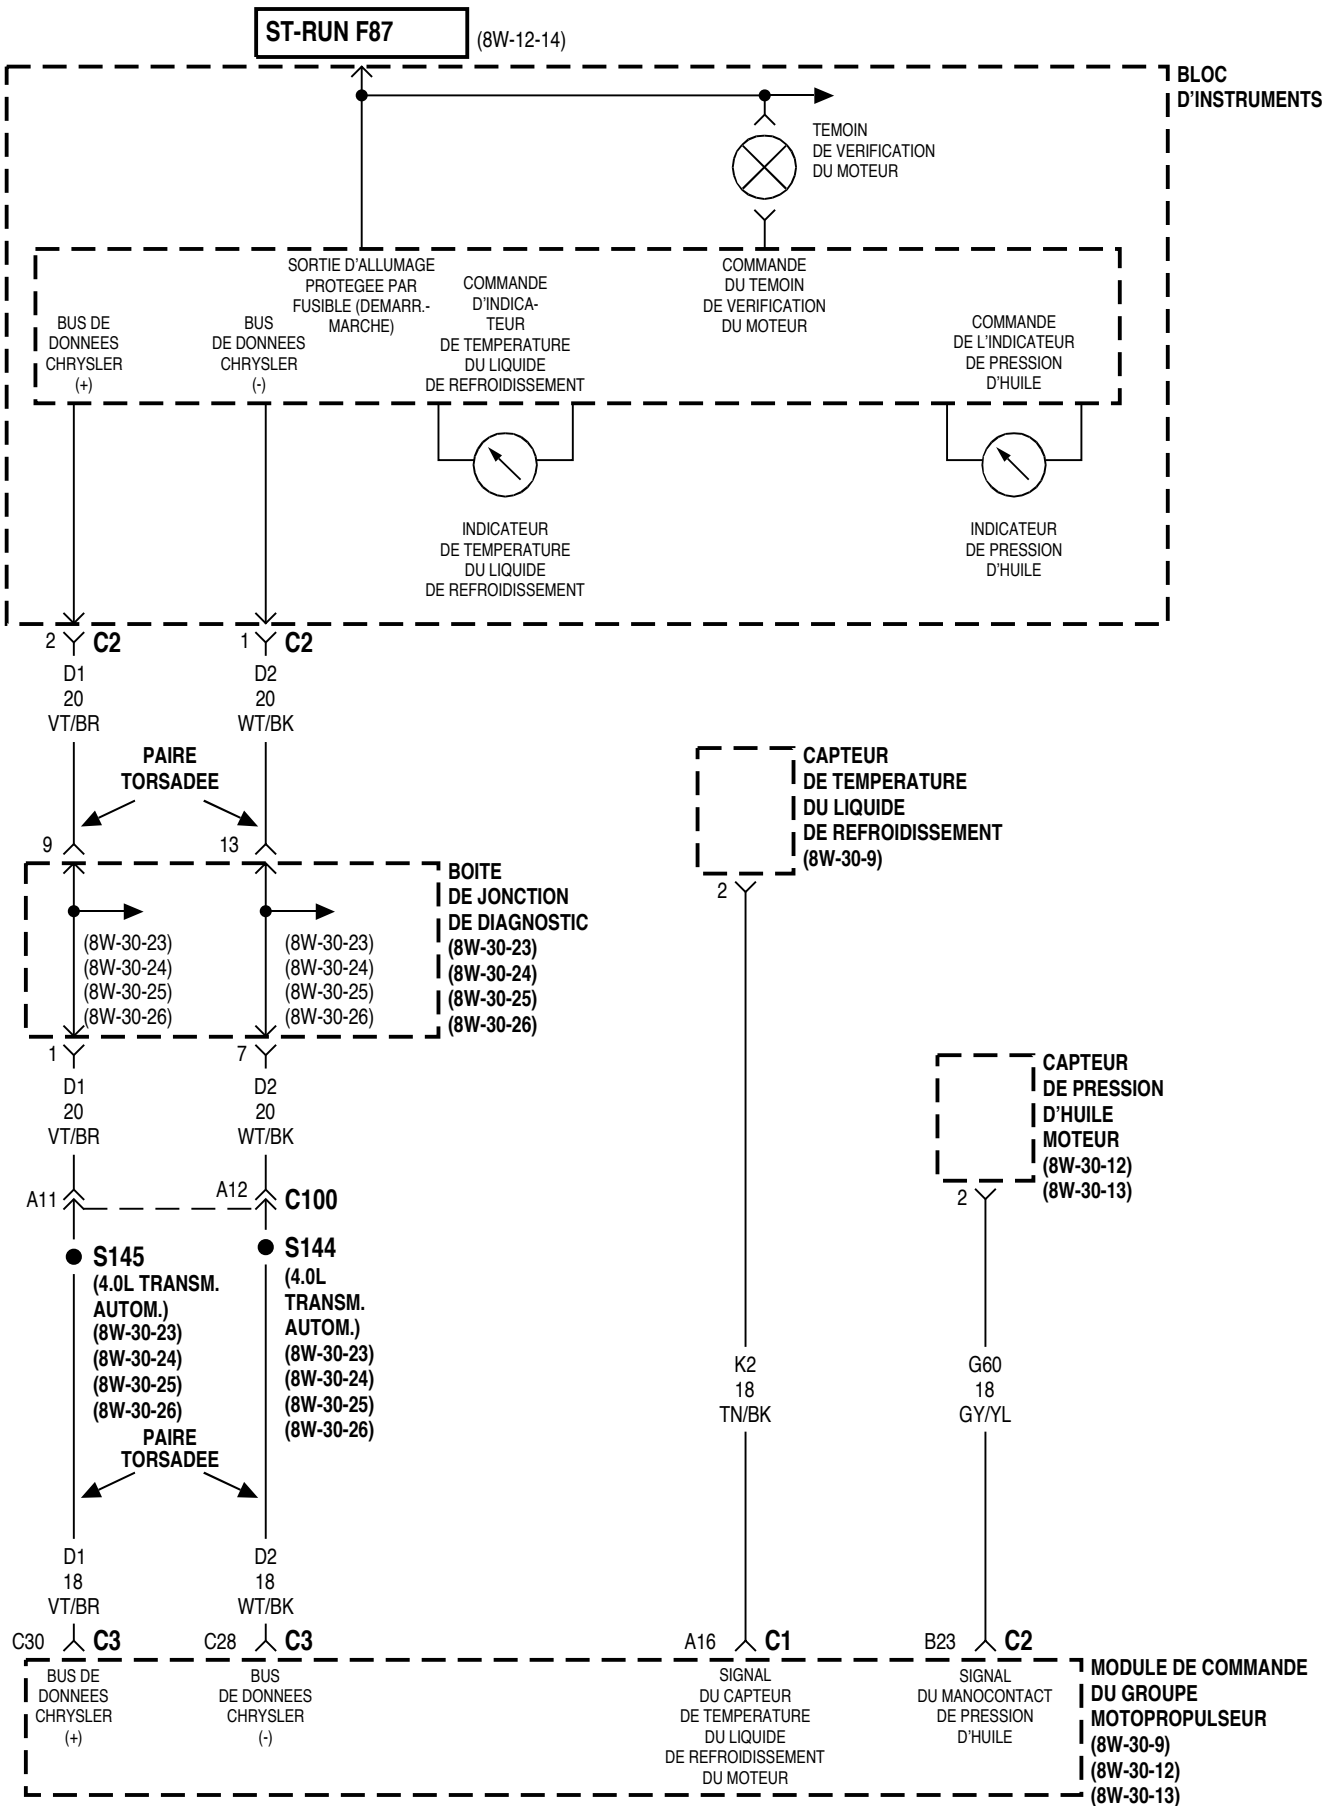 ST-RUN F87
(8W-12-14)
BLOC
D'INSTRUMENTS
TEMOIN
DE VERIFICATION
DU MOTEUR
BUS DE
DONNEES
CHRYSLER
(+)
BUS
DE DONNEES
CHRYSLER
(-)
SORTIE D'ALLUMAGE
PROTEGEE PAR
FUSIBLE (DEMARR.-
MARCHE)
COMMANDE
D'INDICA-
TEUR
DE TEMPERATURE
DU LIQUIDE
DE REFROIDISSEMENT
COMMANDE
DU TEMOIN
DE VERIFICATION
DU MOTEUR
COMMANDE
DE L'INDICATEUR
DE PRESSION
D'HUILE
INDICATEUR
DE TEMPERATURE
DU LIQUIDE
DE REFROIDISSEMENT
INDICATEUR
DE PRESSION
D'HUILE
2 C2
1 C2
D1
20
VT/BR
D2
20
WT/BK
PAIRE
TORSADEE
9
13
BOITE
DE JONCTION
DE DIAGNOSTIC
(8W-30-23)
(8W-30-24)
(8W-30-25)
(8W-30-26)
(8W-30-23)
(8W-30-24)
(8W-30-25)
(8W-30-26)
(8W-30-23)
(8W-30-24)
(8W-30-25)
(8W-30-26)
1
7
D1
20
VT/BR
D2
20
WT/BK
A11
A12 C100
S145
(4.0L TRANSM.
AUTOM.)
(8W-30-23)
(8W-30-24)
(8W-30-25)
(8W-30-26)
S144
(4.0L
TRANSM.
AUTOM.)
(8W-30-23)
(8W-30-24)
(8W-30-25)
(8W-30-26)
PAIRE
TORSADEE
D1
18
VT/BR
D2
18
WT/BK
CAPTEUR
DE TEMPERATURE
DU LIQUIDE
DE REFROIDISSEMENT
(8W-30-9)
2
K2
18
TN/BK
CAPTEUR
DE PRESSION
D'HUILE
MOTEUR
(8W-30-12)
(8W-30-13)
2
G60
18
GY/YL
C30 C3
C28 C3
A16 C1
B23 C2
BUS DE
DONNEES
CHRYSLER
(+)
BUS
DE DONNEES
CHRYSLER
(-)
SIGNAL
DU CAPTEUR
DE TEMPERATURE
DU LIQUIDE
DE REFROIDISSEMENT
DU MOTEUR
SIGNAL
DU MANOCONTACT
DE PRESSION
D'HUILE
MODULE DE COMMANDE
DU GROUPE
MOTOPROPULSEUR
(8W-30-9)
(8W-30-12)
(8W-30-13)